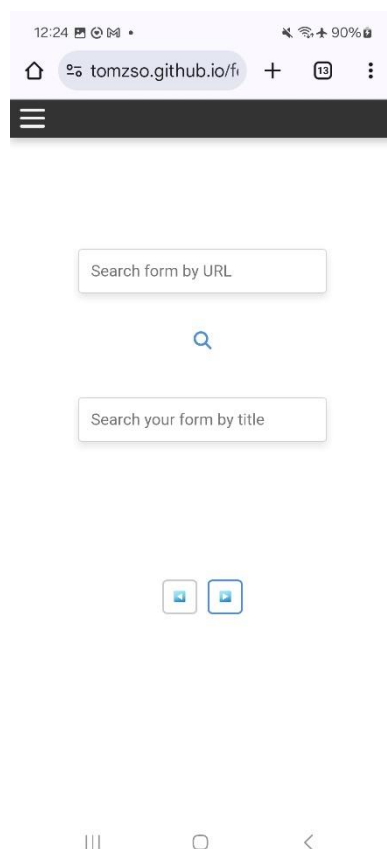 12:24
90%
tomzso.github.io/f
13
Search form by URL
Search your form by title